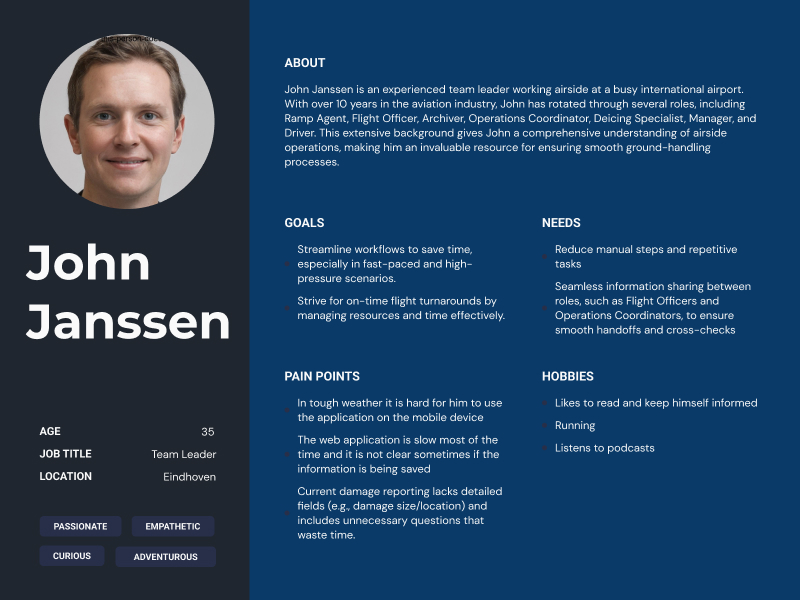 John
Janssen
AGE 35
JOB TITLE Team Leader
LOCATION Eindhoven
PASSIONATE EMPATHETIC
CURIOUS ADVENTUROUS
ABOUT
John Janssen is an experienced team leader working airside at a busy international airport.
With over 10 years in the aviation industry, John has rotated through several roles, including
Ramp Agent, Flight Officer, Archiver, Operations Coordinator, Deicing Specialist, Manager, and
Driver. This extensive background gives John a comprehensive understanding of airside
operations, making him an invaluable resource for ensuring smooth ground-handling
processes.
GOALS
Streamline workflows to save time,
especially in fast-paced and high-
pressure scenarios.
Strive for on-time flight turnarounds by
managing resources and time effectively.
NEEDS
Reduce manual steps and repetitive
tasks
Seamless information sharing between
roles, such as Flight Officers and
Operations Coordinators, to ensure
smooth handoffs and cross-checks
PAIN POINTS
In tough weather it is hard for him to use
the application on the mobile device
The web application is slow most of the
time and it is not clear sometimes if the
information is being saved
Current damage reporting lacks detailed
fields (e.g., damage size/location) and
includes unnecessary questions that
waste time.
HOBBIES
Likes to read and keep himself informed
Running
Listens to podcasts